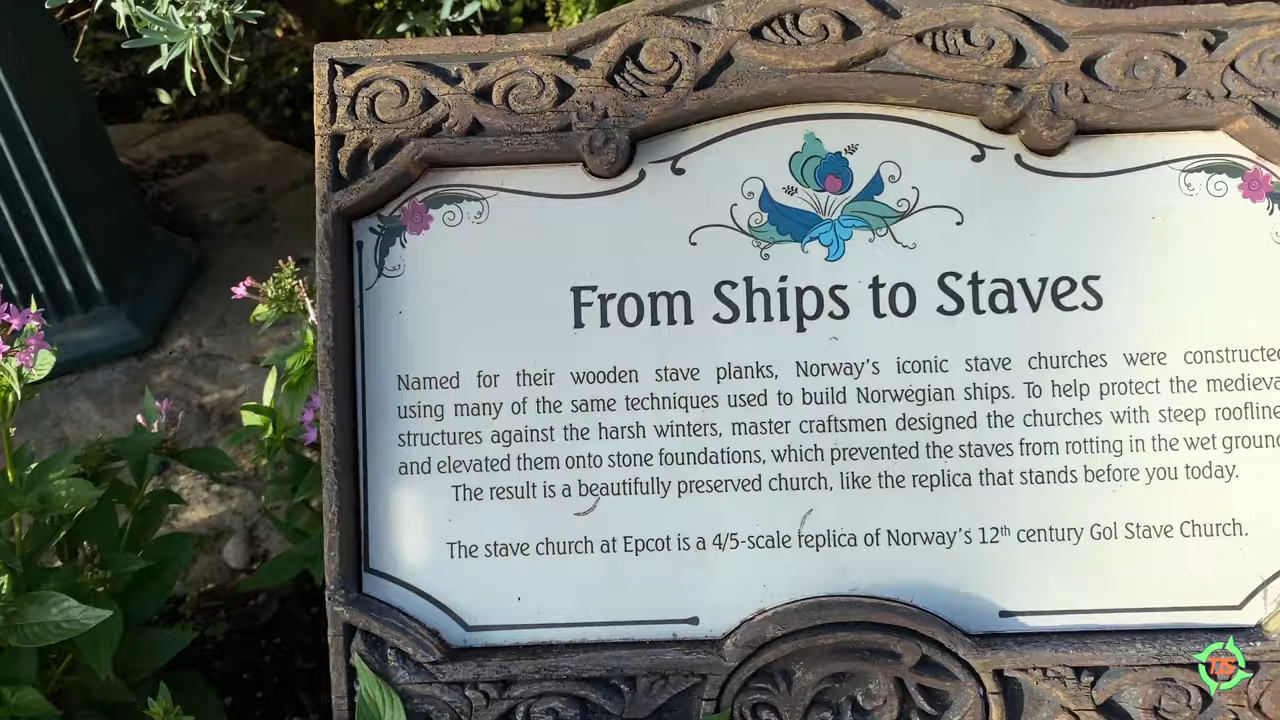 From Ships to Staves
Named for their wooden stave planks, Norway's iconic stave churches were constructed
using many of the same techniques used to build Norwegian ships. To help protect the medieva
structures against the harsh winters, master craftsmen designed the churches with steep roofline
and elevated them onto stone foundations, which prevented the staves from rotting in the wet ground
The result is a beautifully preserved church, like the replica that stands before you today.
The stave church at Epcot is a 4/5-scale replica of Norway's 12th century Gol Stave Church.
TIS